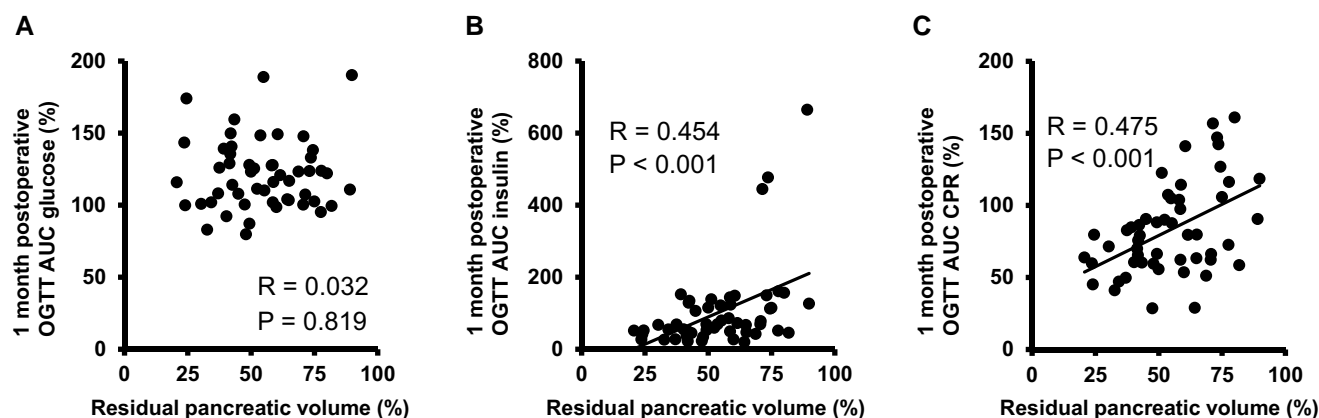 A
1 month postoperative
OGTT AUC glucose (%)
200
150
100
50
0
R = 0.032
P = 0.819
0 25 50 75 100
Residual pancreatic volume (%)
B
1 month postoperative
OGTT AUC insulin (%)
800
600
400
200
0
R = 0.454
P < 0.001
0 25 50 75 100
Residual pancreatic volume (%)
C
1 month postoperative
OGTT AUC CPR (%)
200
150
100
50
0
R = 0.475
P < 0.001
0 25 50 75 100
Residual pancreatic volume (%)